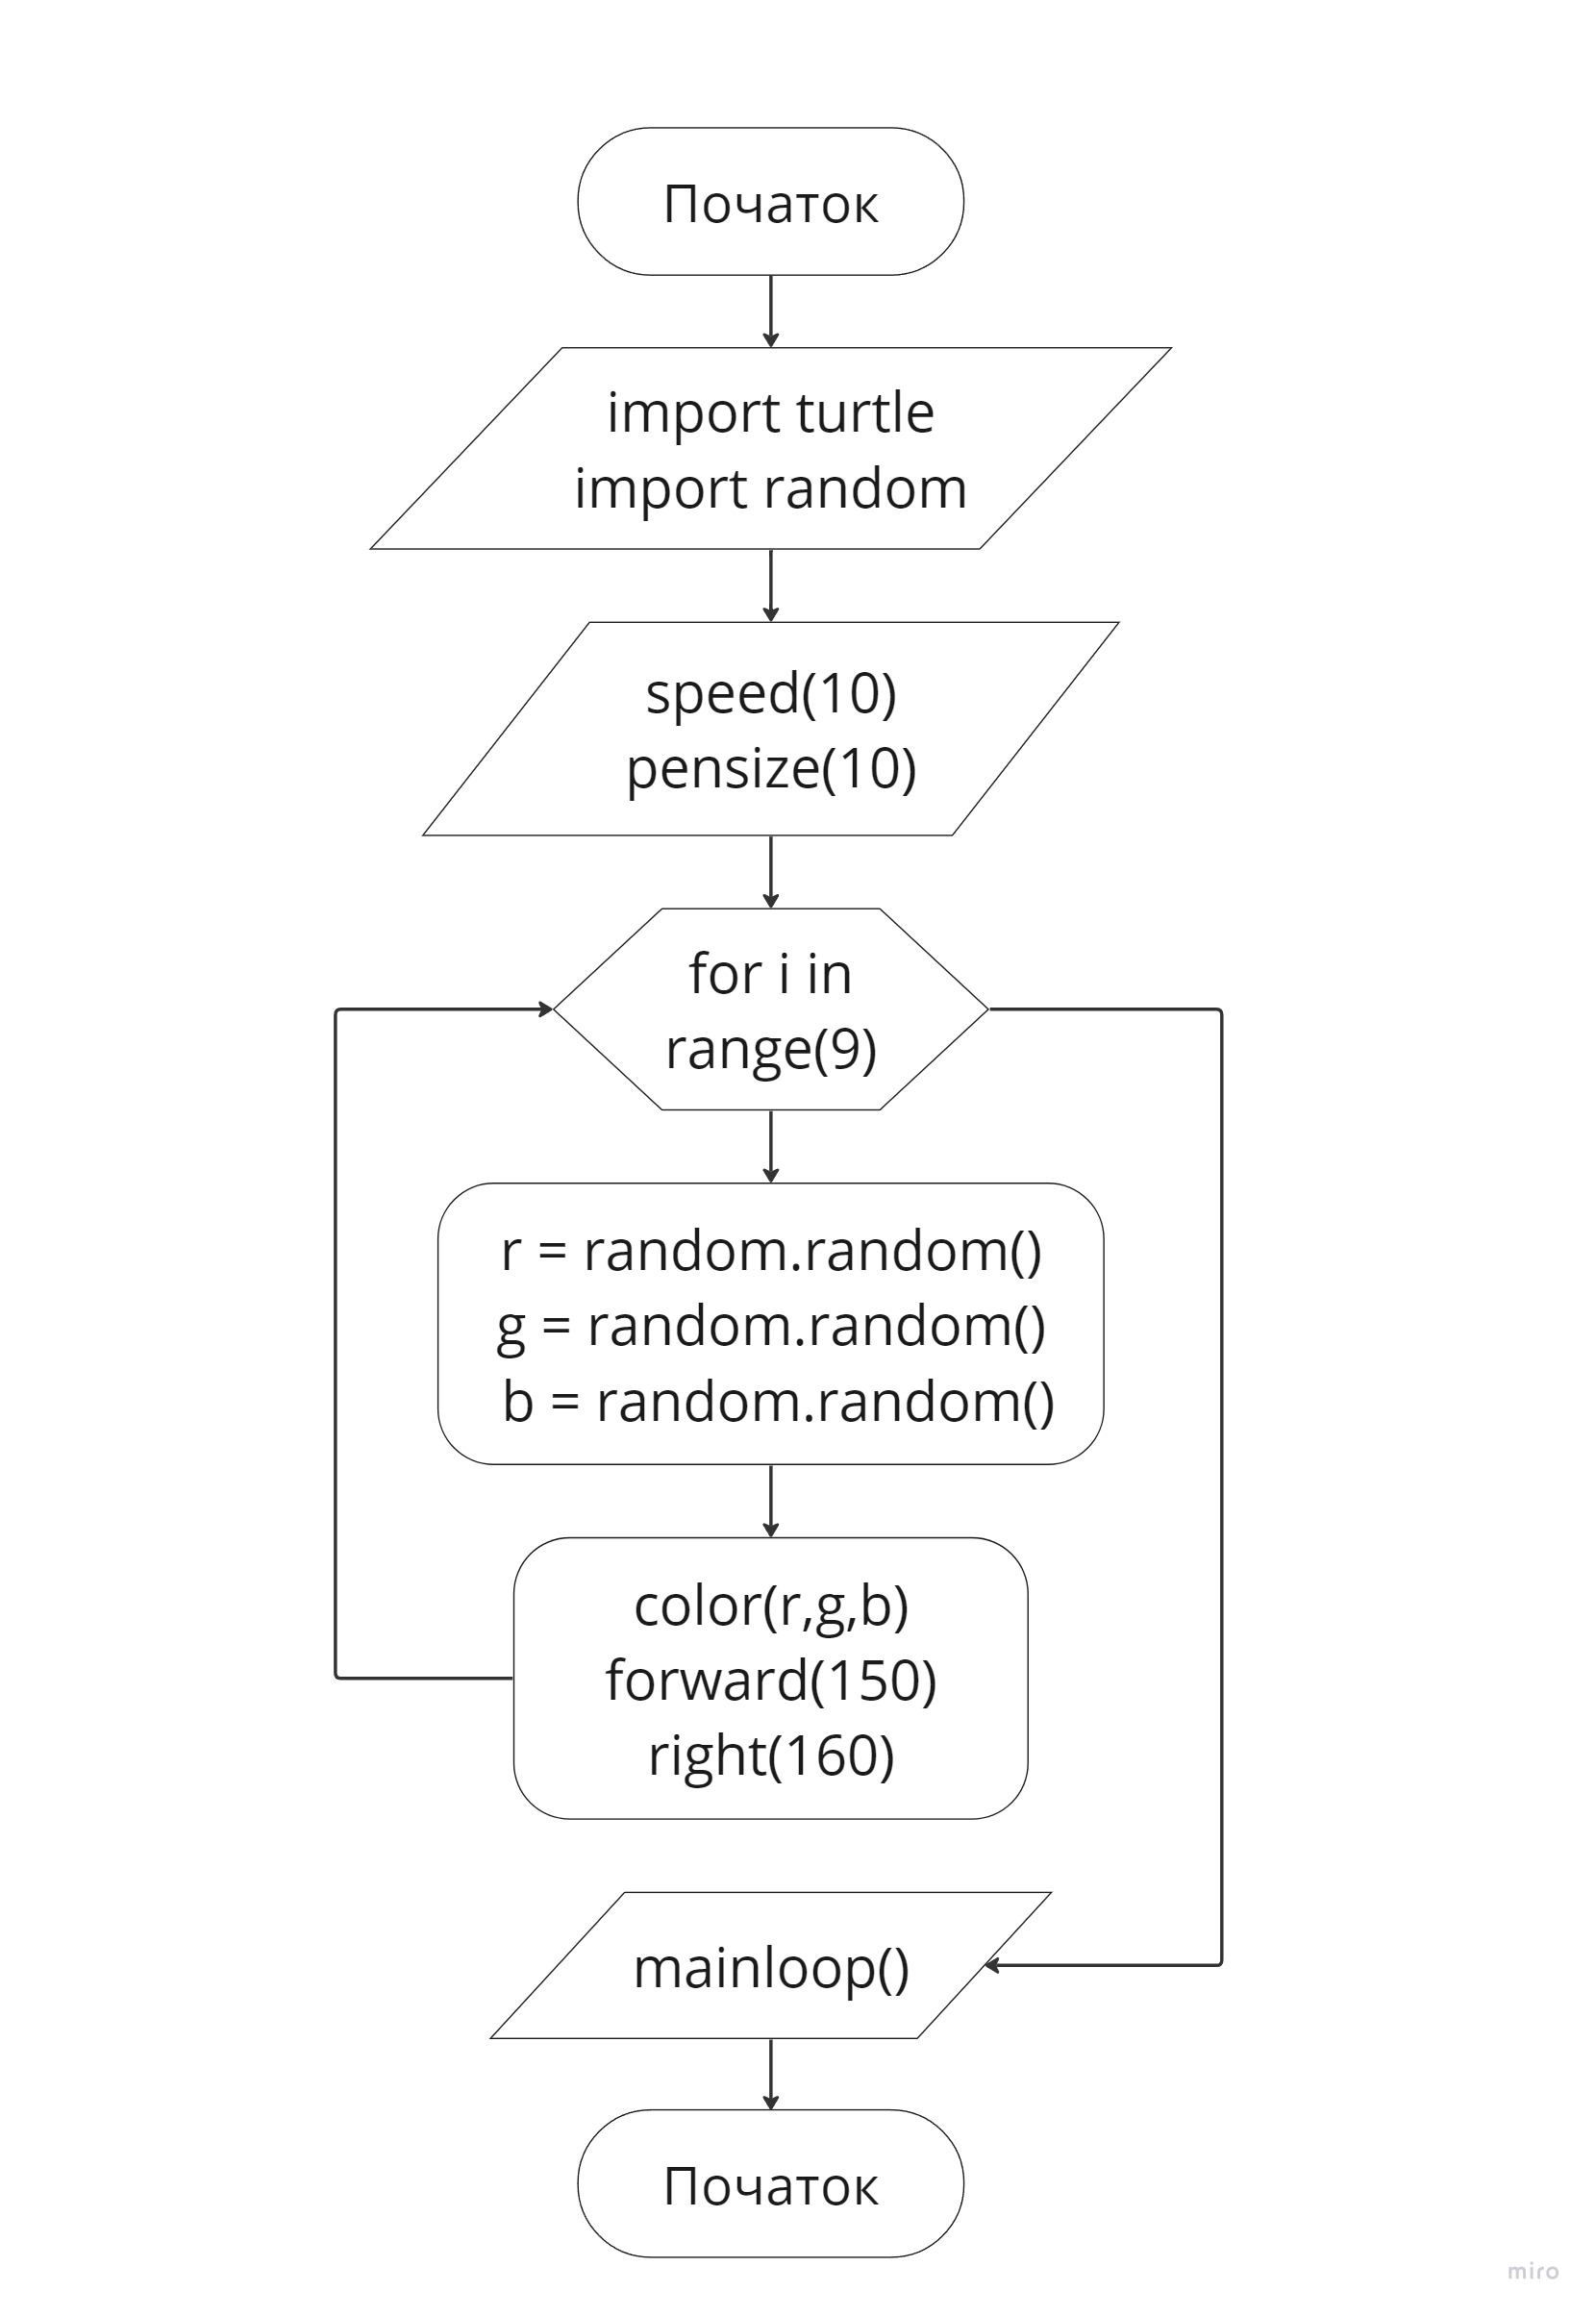 Початок
import turtle
import random
speed(10)
pensize(10)
for i in
range(9)
r = random.random()
g = random.random()
b = random.random()
color(r,g,b)
forward(150)
right(160)
mainloop()
Початок
miro